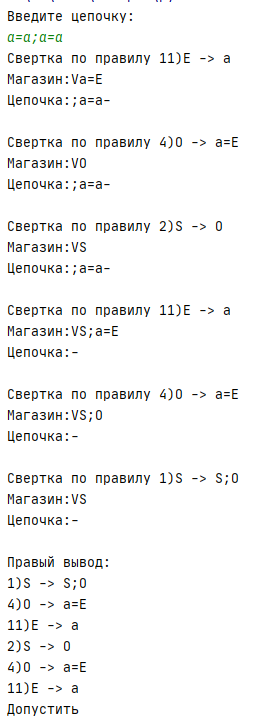 Введите цепочку:
a=a;a=a
Свертка по правилу 11)E -> a
Магазин:Va=E
Цепочка:;a=a-
Свертка по правилу 4)O -> a=E
Магазин:VO
Цепочка:;a=a-
Свертка по правилу 2)S -> O
Магазин:VS
Цепочка:;a=a-
Свертка по правилу 11)E -> a
Магазин:VS;a=E
Цепочка:-
Свертка по правилу 4)O -> a=E
Магазин:VS;O
Цепочка:-
Свертка по правилу 1)S -> S;O
Магазин:VS
Цепочка:-
Правый вывод:
1)S -> S;O
4)O -> a=E
11)E -> a
2)S -> O
4)O -> a=E
11)E -> a
Допустить